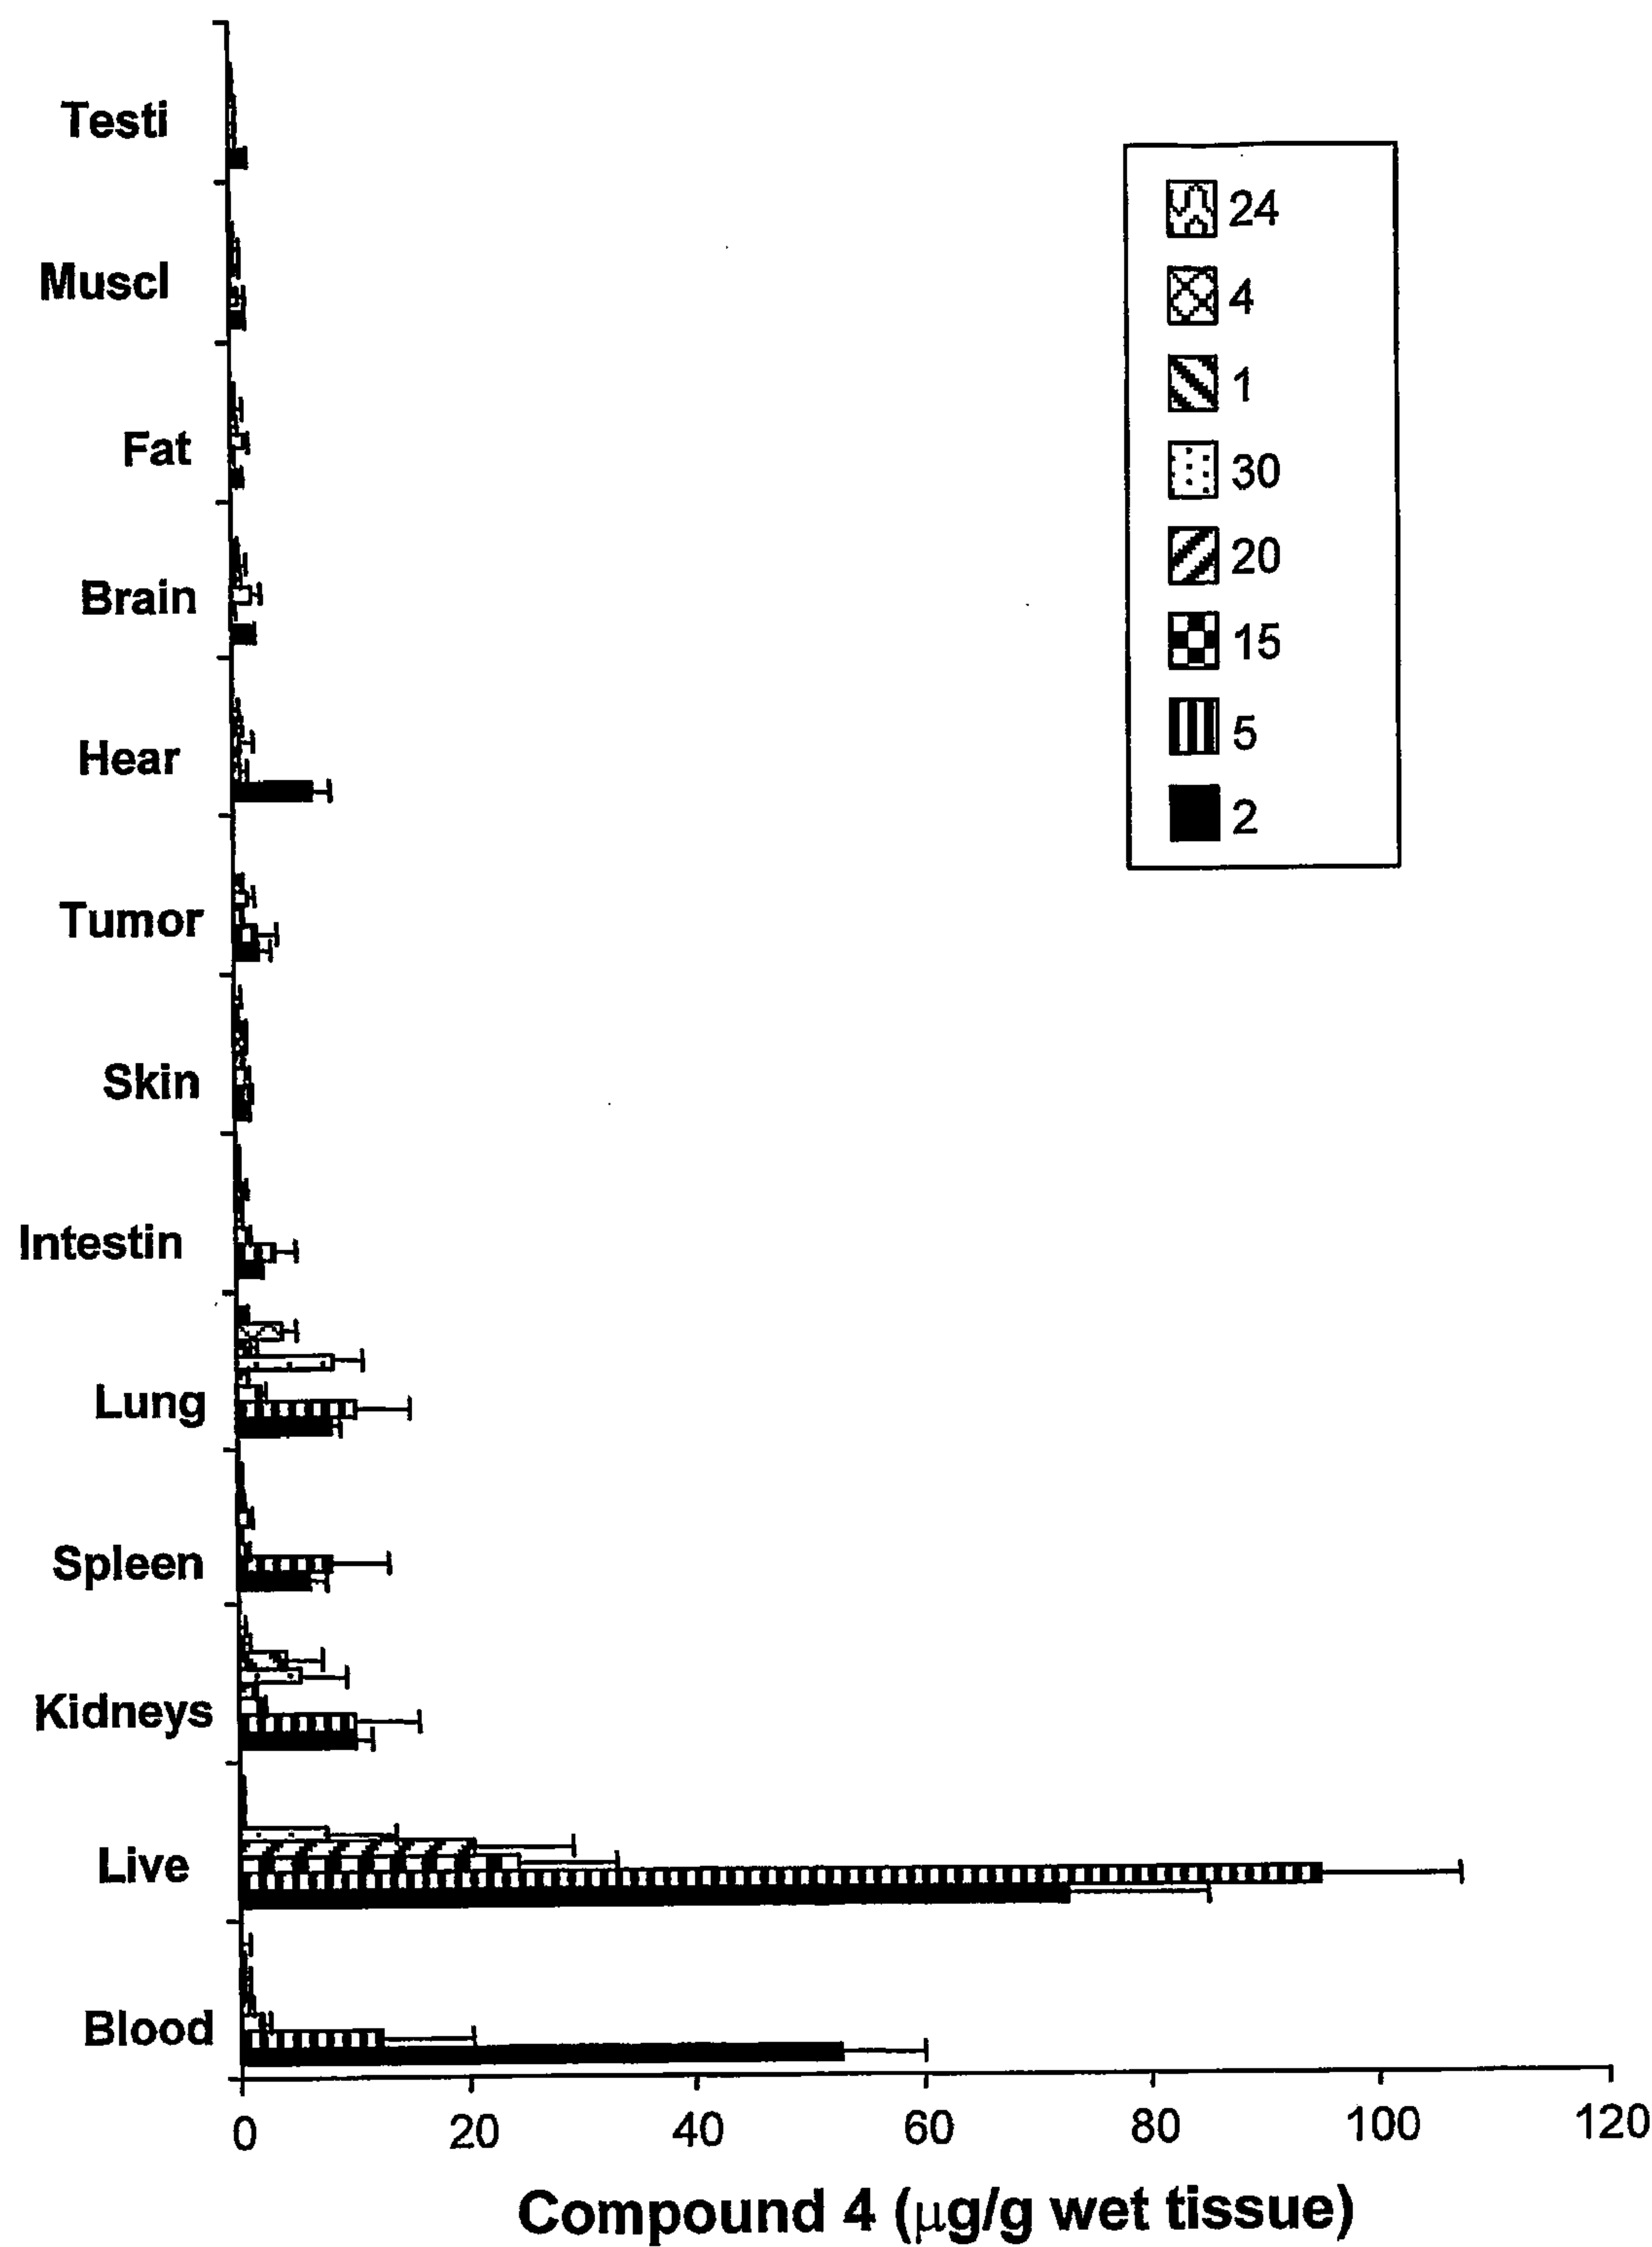 Testi
Muscl
Fat
Brain
Hear
Tumor
Skin
Intestin
Lung
Spleen
Kidneys
Live
Blood
24
4
1
30
20
15
5
2
0 20 40 60 80 100 120
Compound 4 (μg/g wet tissue)